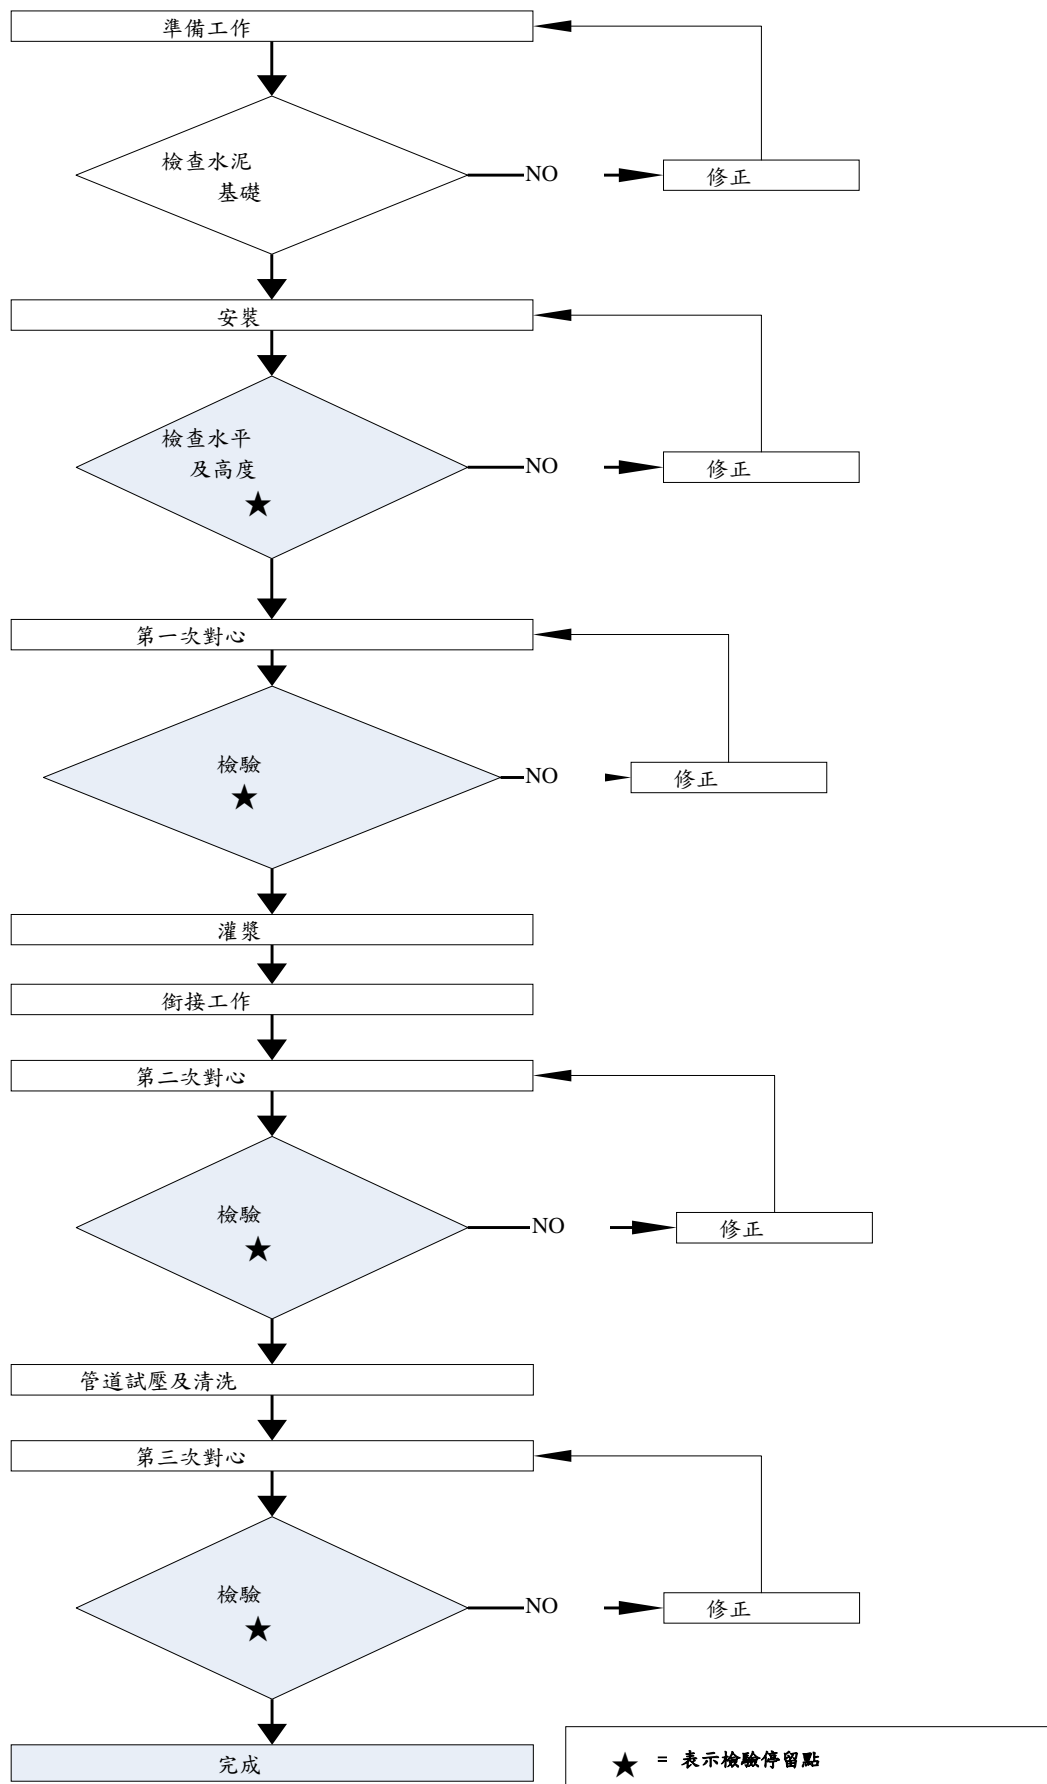 準備工作
檢查水泥
基礎
NO
修正
安裝
檢查水平
及高度
★
NO
修正
第一次對心
檢驗
★
NO
修正
灌漿
銜接工作
第二次對心
檢驗
★
NO
修正
管道試壓及清洗
第三次對心
檢驗
★
NO
修正
完成
★ = 表示檢驗停留點